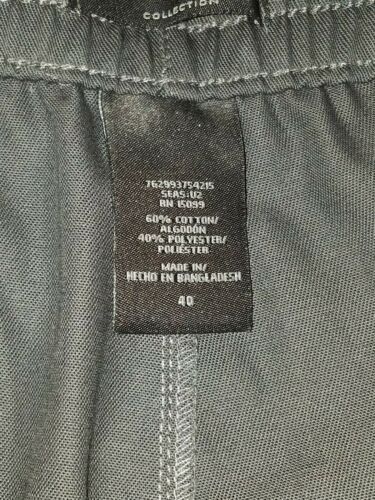 COLLECTION
762993754215
SEAS:U2
RN 15099
60% COTTON/
ALGODÓN
40% POLYESTER/
POLIÉSTER
MADE IN/
HECHO EN BANGLADESH
40